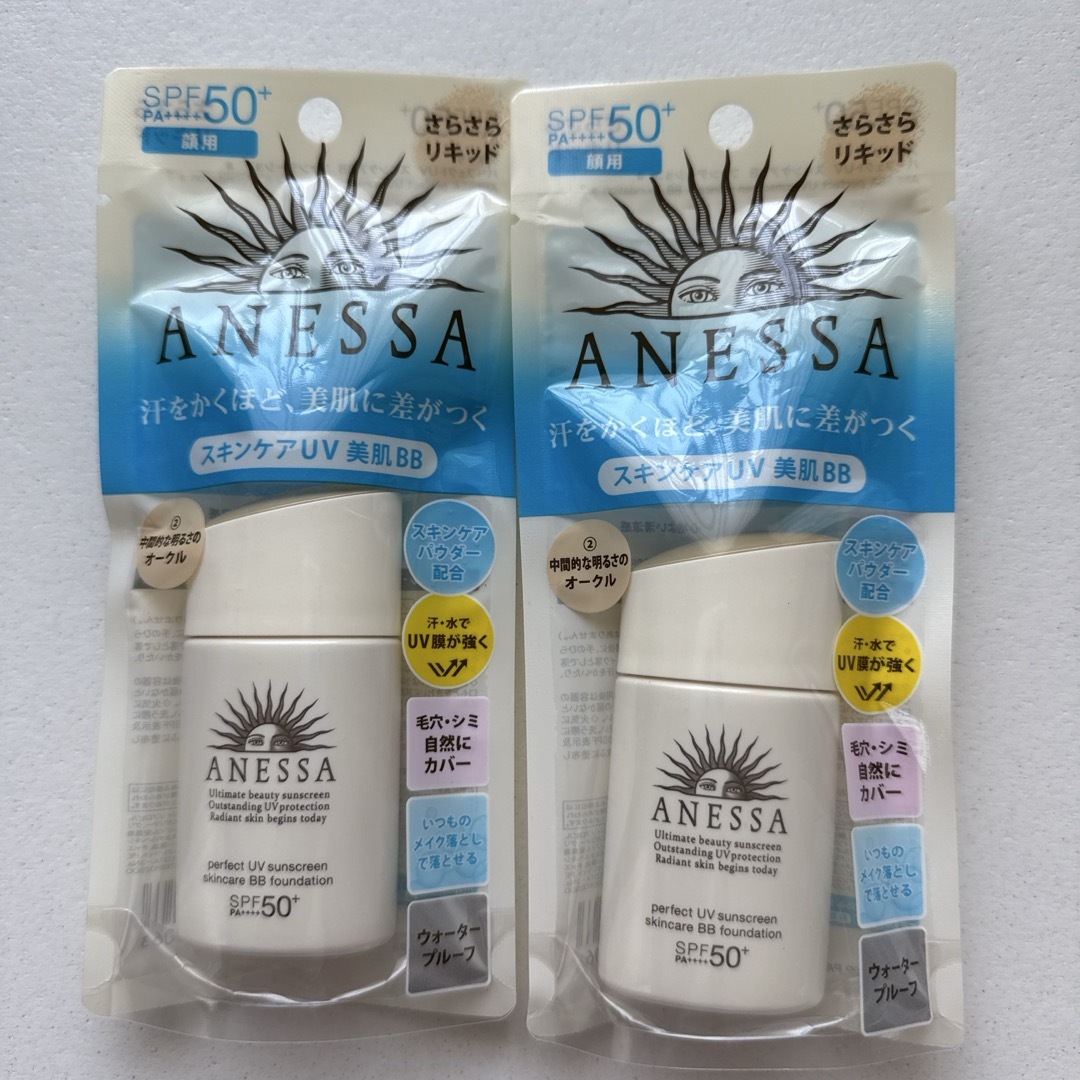 SPF50+
PA++++
顔用
さらさら
リキッド
ANESSA
汗をかくほど、美肌に差がつく
スキンケアUV 美肌BB
②
中間的な明るさの
オークル
スキンケア
パウダー
配合
汗・水で
UV膜が強く
毛穴・シミ
自然に
カバー
いつもの
メイク落とし
で落とせる
ウォーター
プルーフ
ANESSA
Ultimate beauty sunscreen
Outstanding UV protection
Radiant skin begins today
perfect UV sunscreen
skincare BB foundation
SPF50+
PA++++
SPF50+
PA++++
顔用
さらさら
リキッド
ANESSA
汗をかくほど、美肌に差がつく
スキンケアUV 美肌BB
②
中間的な明るさの
オークル
スキンケア
パウダー
配合
汗・水で
UV膜が強く
毛穴・シミ
自然に
カバー
いつもの
メイク落とし
で落とせる
ウォーター
プルーフ
ANESSA
Ultimate beauty sunscreen
Outstanding UV protection
Radiant skin begins today
perfect UV sunscreen
skincare BB foundation
SPF50+
PA++++